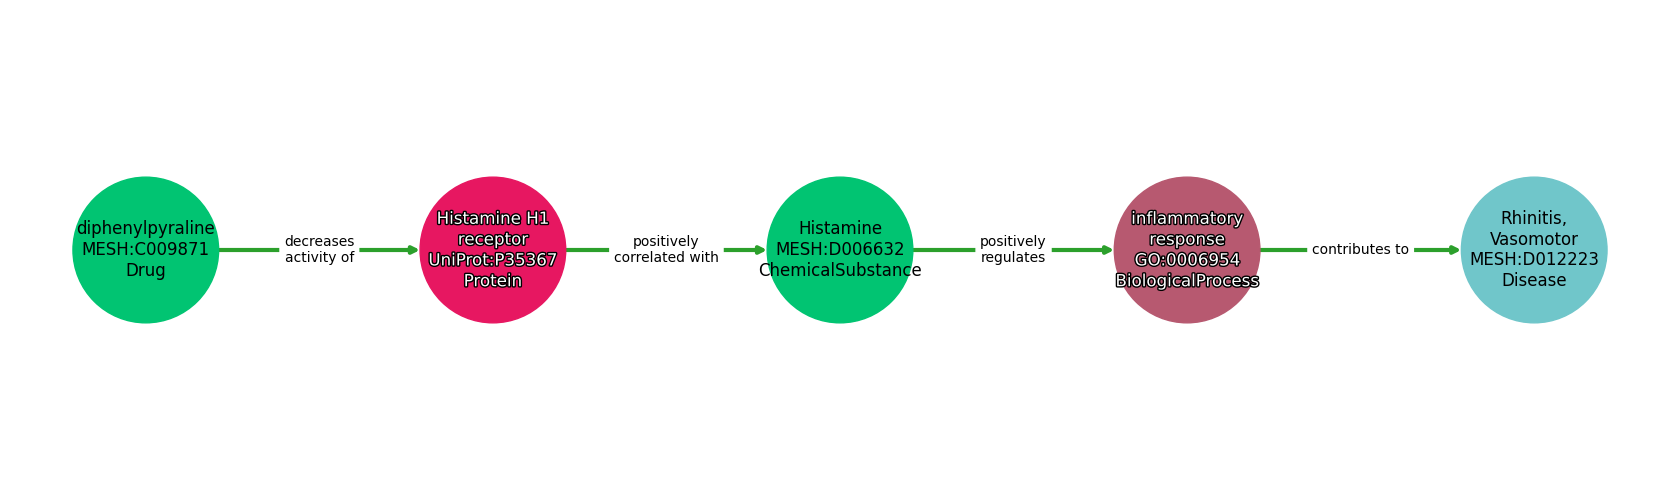 diphenylpyraline
MESH:C009871
Drug
decreases
activity of
Histamine H1
receptor
UniProt:P35367
Protein
positively
correlated with
Histamine
MESH:D006632
ChemicalSubstance
positively
regulates
inflammatory
response
GO:0006954
BiologicalProcess
contributes to
Rhinitis,
Vasomotor
MESH:D012223
Disease